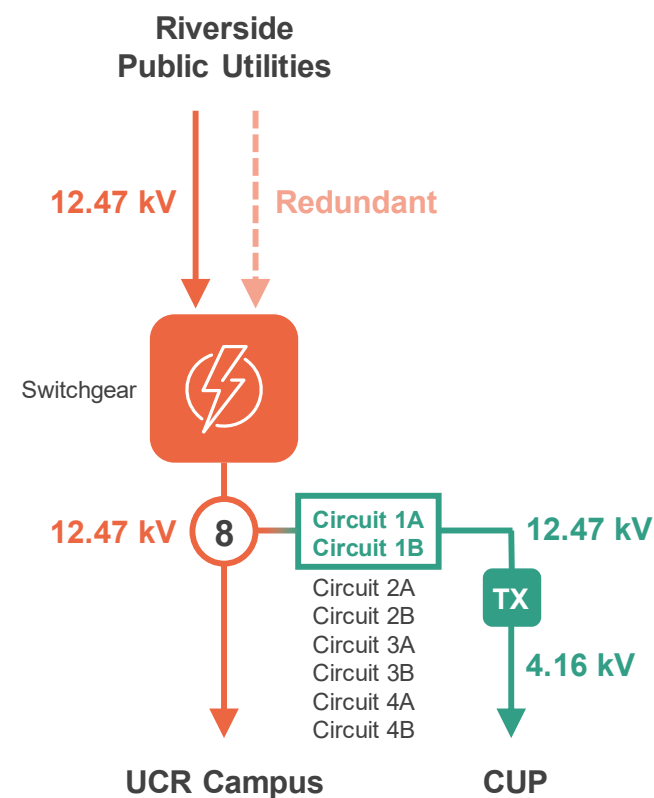 Riverside
Public Utilities
12.47 kV
Redundant
Switchgear
12.47 kV
8
Circuit 1A
Circuit 1B
12.47 kV
Circuit 2A
Circuit 2B
Circuit 3A
Circuit 3B
Circuit 4A
Circuit 4B
TX
4.16 kV
UCR Campus
CUP